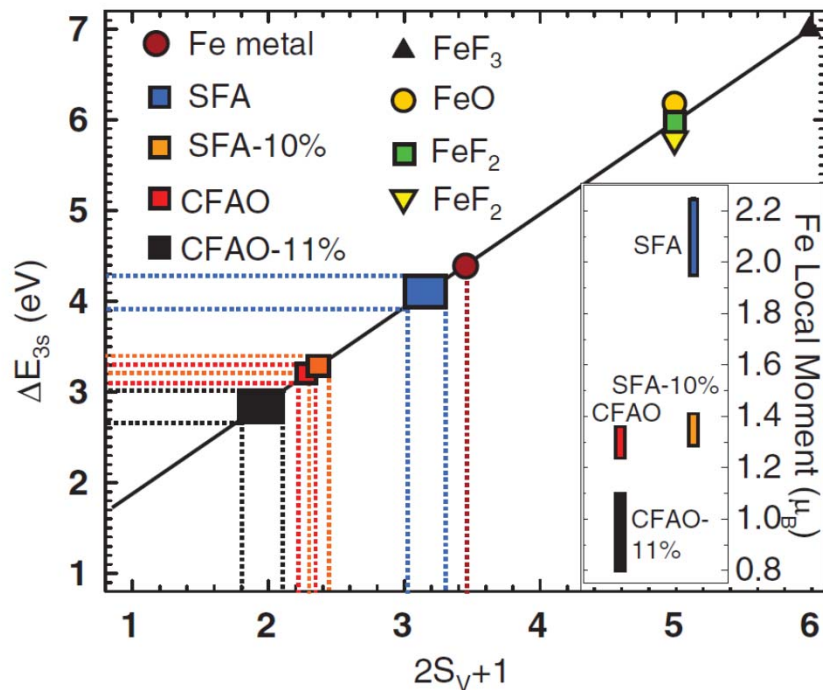 7
6
5
4
3
2
1
ΔE3s (eV)
Fe metal
SFA
SFA-10%
CFAO
CFAO-11%
FeF3
FeO
FeF2
FeF2
SFA
SFA-10%
CFAO
CFAO-
11%
2.2
2.0
1.8
1.6
1.4
1.2
1.0
0.8
Fe Local Moment (μB)
1 2 3 4 5 6
2SV+1